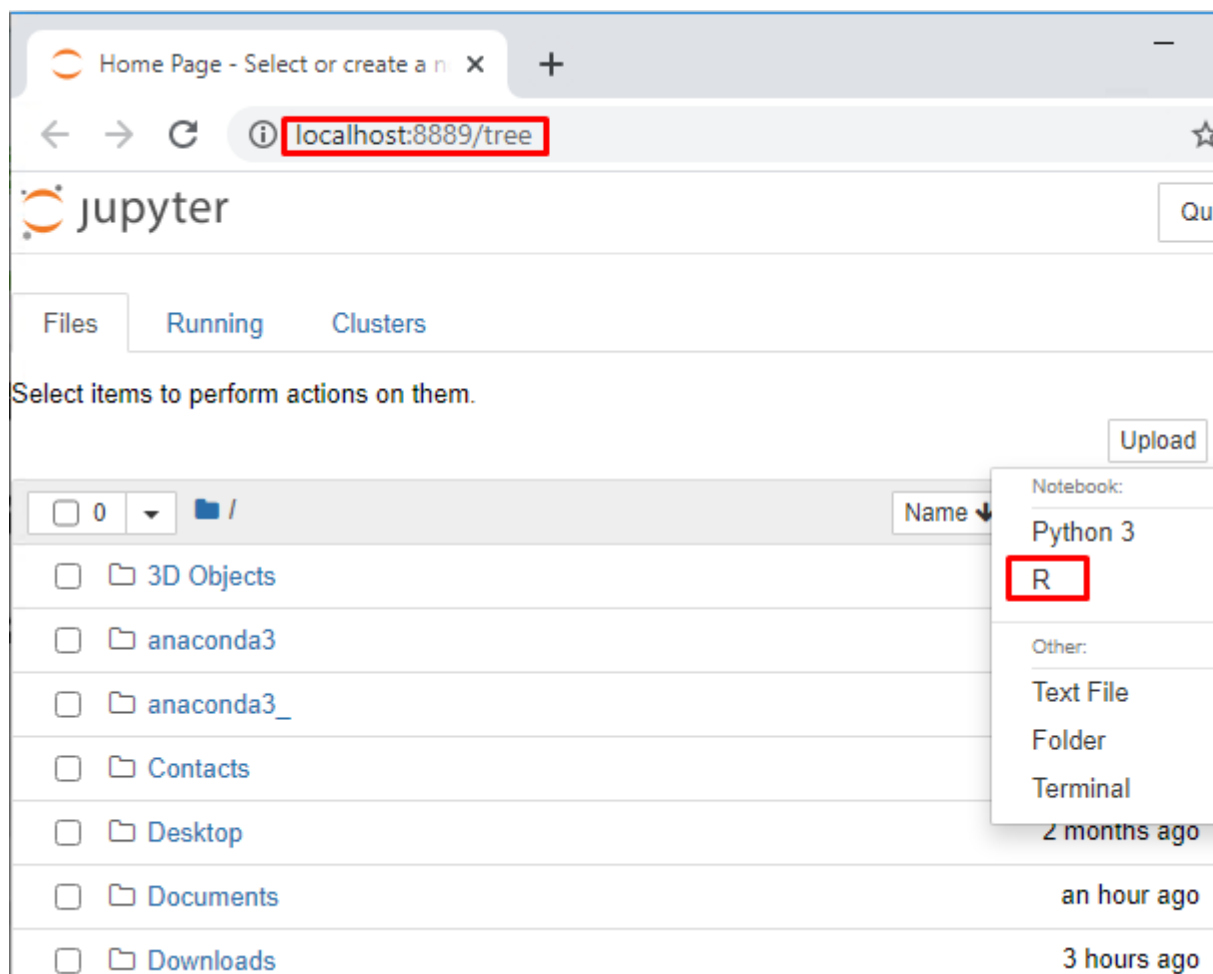 Home Page - Select or create a n
localhost:8889/tree
jupyter
Qu
Files Running Clusters
Select items to perform actions on them.
Upload
0 / Name
Notebook:
Python 3
R
Other:
Text File
Folder
Terminal
3D Objects
anaconda3
anaconda3_
Contacts
Desktop 2 months ago
Documents an hour ago
Downloads 3 hours ago